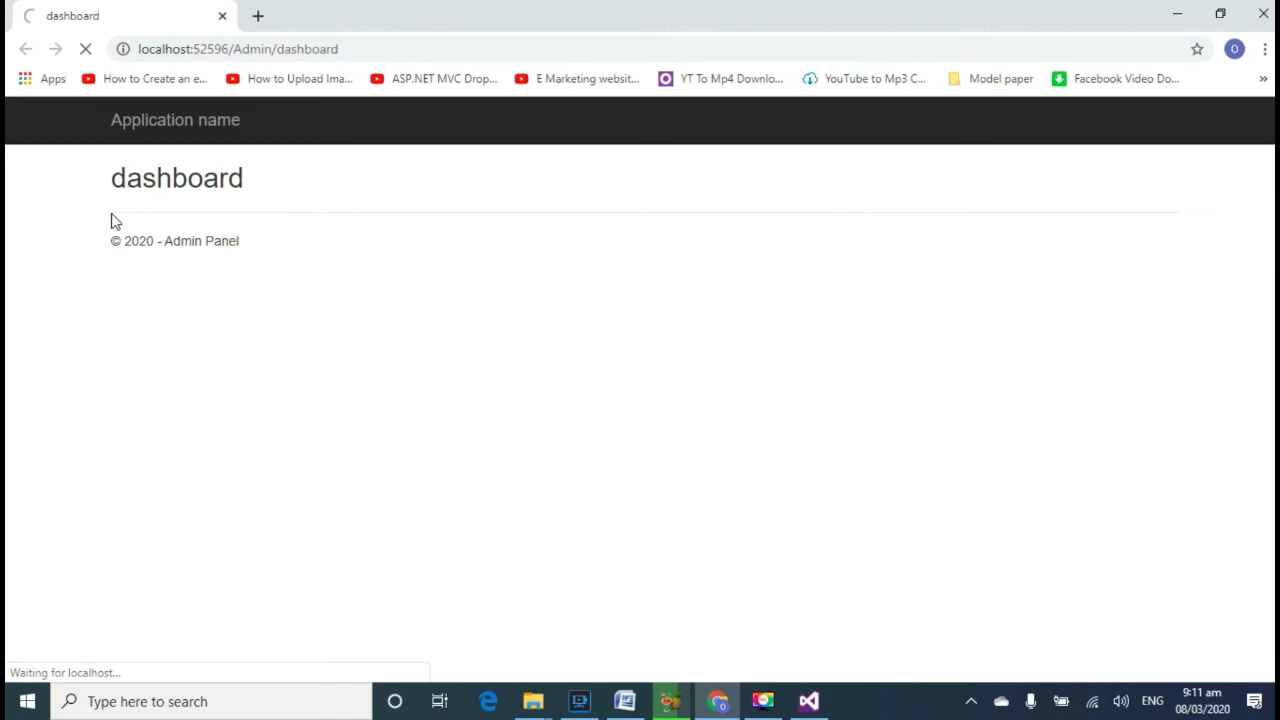 dashboard
localhost:52596/Admin/dashboard
O
Apps
How to Create an e...
How to Upload Ima...
ASP.NET MVC Drop...
E Marketing websit...
YT To Mp4 Downlo...
YouTube to Mp3 C...
Model paper
Facebook Video Do...
»
Application name
dashboard
© 2020 - Admin Panel
Waiting for localhost...
Type here to search
ENG
9:11 am
08/03/2020